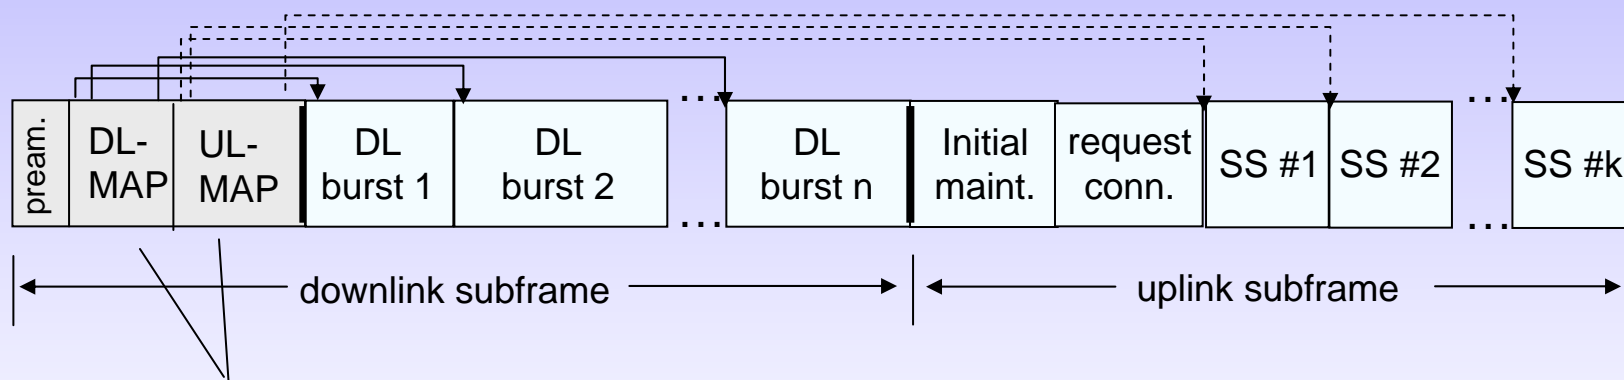 ...
pream.
DL-
MAP
UL-
MAP
DL
burst 1
DL
burst 2
...
DL
burst n
Initial
maint.
request
conn.
SS #1
SS #2
...
SS #k
...
downlink subframe
uplink subframe